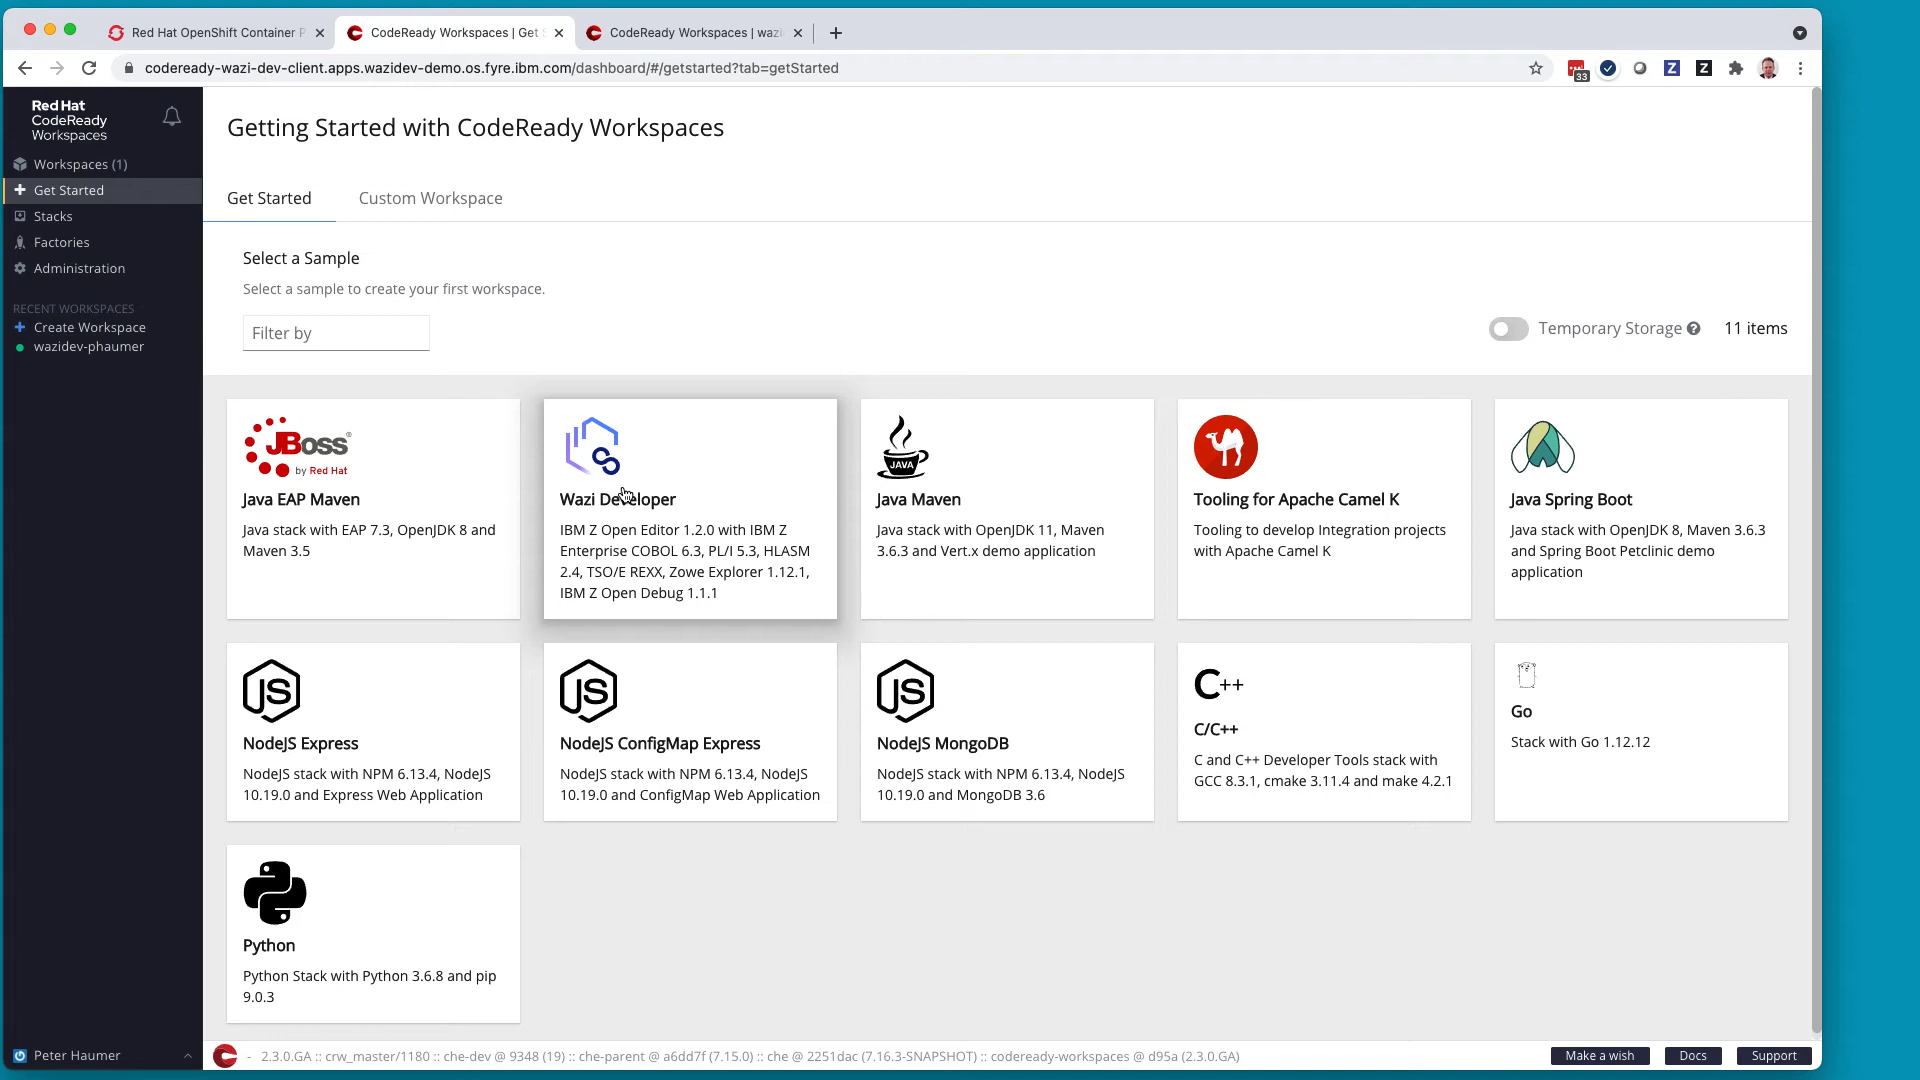 Red Hat OpenShift Container P
CodeReady Workspaces | Get S
CodeReady Workspaces | wazi
codeready-wazi-dev-client.apps.wazidev-demo.os.fyre.ibm.com/dashboard/#/getstarted?tab=getStarted
33
Z
Z
Red Hat
CodeReady
Workspaces
Workspaces (1)
Get Started
Stacks
Factories
Administration
RECENT WORKSPACES
Create Workspace
wazidev-phaumer
Peter Haumer
Getting Started with CodeReady Workspaces
Get Started
Custom Workspace
Select a Sample
Select a sample to create your first workspace.
Filter by
Temporary Storage
?
11 items
JBoss®
by Red Hat
Java EAP Maven
Java stack with EAP 7.3, OpenJDK 8 and
Maven 3.5
Wazi Developer
IBM Z Open Editor 1.2.0 with IBM Z
Enterprise COBOL 6.3, PL/I 5.3, HLASM
2.4, TSO/E REXX, Zowe Explorer 1.12.1,
IBM Z Open Debug 1.1.1
JAVA
Java Maven
Java stack with OpenJDK 11, Maven
3.6.3 and Vert.x demo application
Tooling for Apache Camel K
Tooling to develop Integration projects
with Apache Camel K
Java Spring Boot
Java stack with OpenJDK 8, Maven 3.6.3
and Spring Boot Petclinic demo
application
JS
NodeJS Express
NodeJS stack with NPM 6.13.4, NodeJS
10.19.0 and Express Web Application
JS
NodeJS ConfigMap Express
NodeJS stack with NPM 6.13.4, NodeJS
10.19.0 and ConfigMap Web Application
JS
NodeJS MongoDB
NodeJS stack with NPM 6.13.4, NodeJS
10.19.0 and MongoDB 3.6
C++
C/C++
C and C++ Developer Tools stack with
GCC 8.3.1, cmake 3.11.4 and make 4.2.1
Go
Stack with Go 1.12.12
Python
Python Stack with Python 3.6.8 and pip
9.0.3
- 2.3.0.GA :: crw_master/1180 :: che-dev @ 9348 (19) :: che-parent @ a6dd7f (7.15.0) :: che @ 2251dac (7.16.3-SNAPSHOT) :: codeready-workspaces @ d95a (2.3.0.GA)
Make a wish
Docs
Support